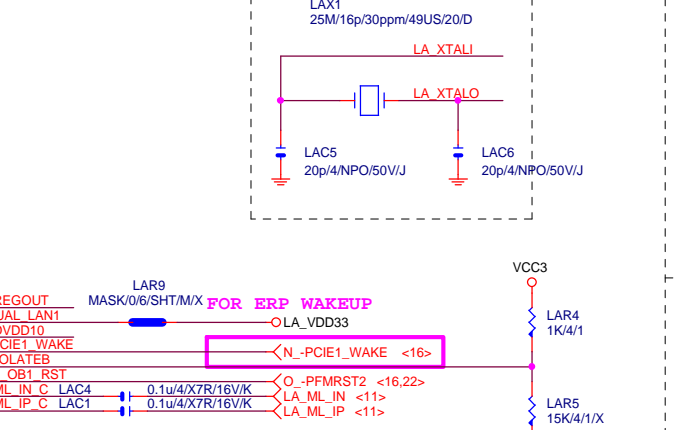 LAX1
25M/16p/30ppm/49US/20/D
LA_XTALI
LA_XTALO
LAC5
20p/4/NPO/50V/J
LAC6
20p/4/NPO/50V/J
VCC3
LAR9
MASK/0/6/SHT/M/X
FOR ERP WAKEUP
LAR4
1K/4/1
EGOUT
UAL_LAN1
LA_VDD33
VDD10
CIE1_WAKE
N_-PCIE1_WAKE <16>
OLATEB
_OB1_RST
O_-PFMRST2 <16,22>
ML_IN_C LAC4 0.1u/4/X7R/16V/K LA_ML_IN <11>
ML_IP_C LAC1 0.1u/4/X7R/16V/K LA_ML_IP <11>
LAR5
15K/4/1/X